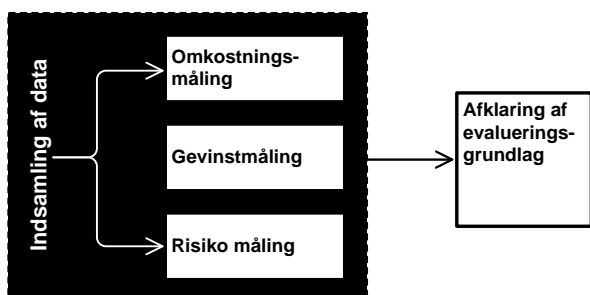 Indsamling af data
Omkostnings-
måling
Gevinstmåling
Risiko måling
Afklaring af
evaluerings-
grundlag